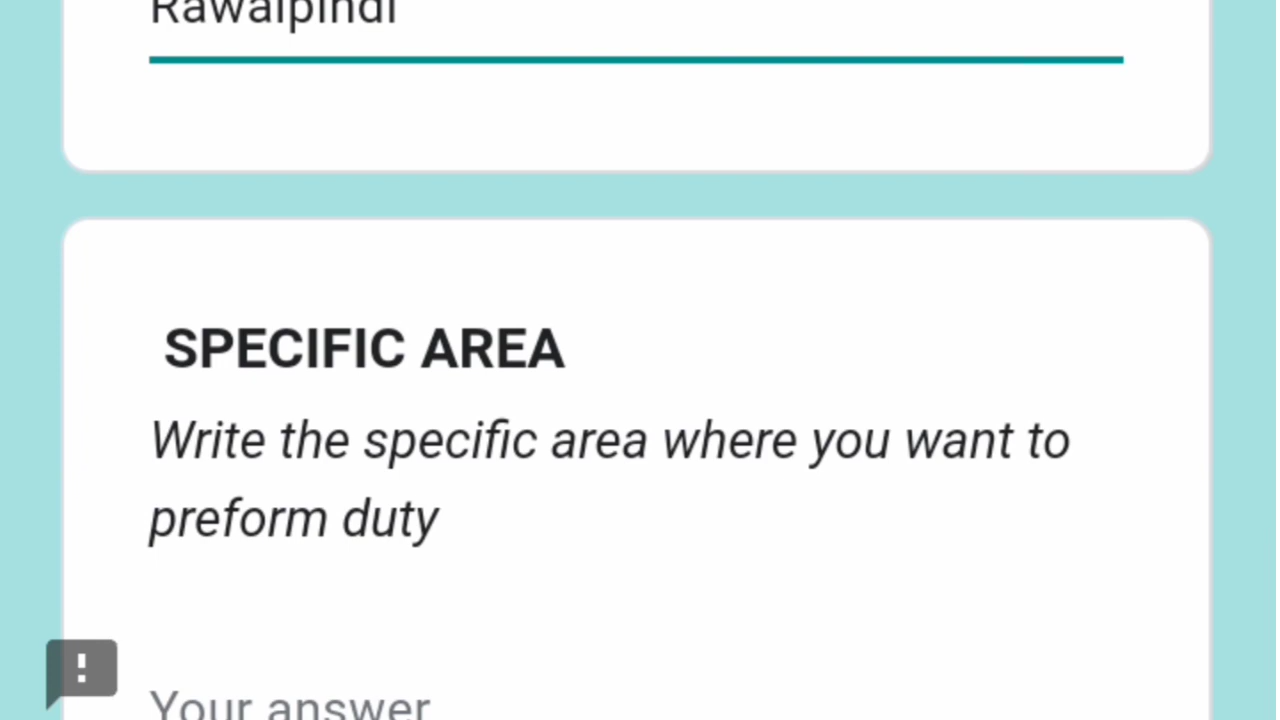 Rawalpindi
SPECIFIC AREA
Write the specific area where you want to
preform duty
Your answer